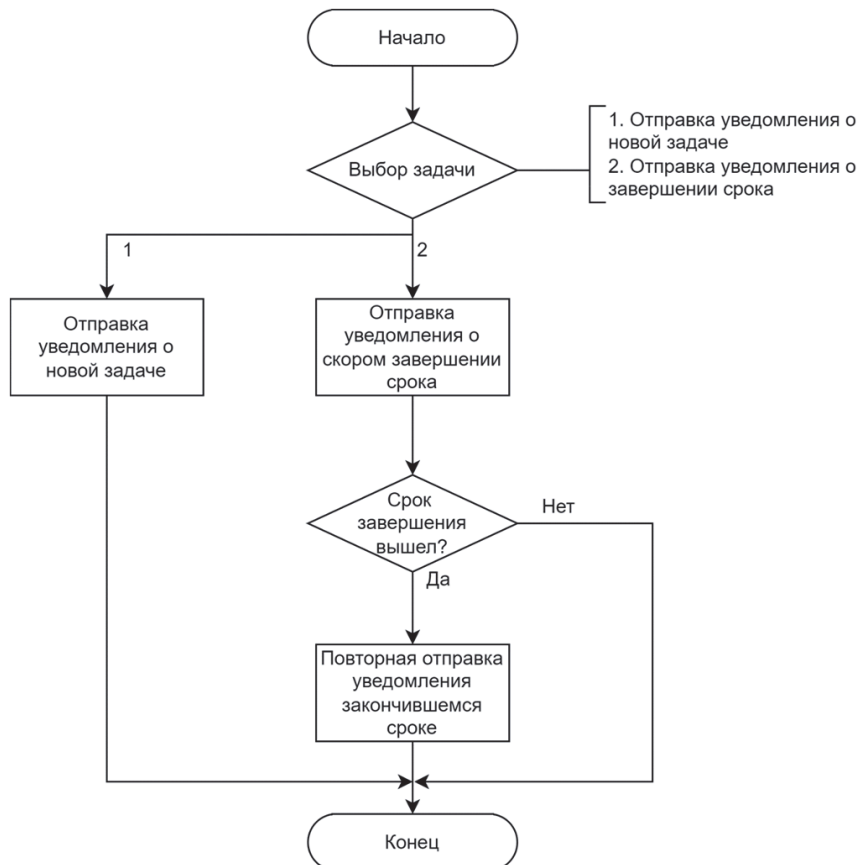 Начало
Выбор задачи
1. Отправка уведомления о
новой задаче
2. Отправка уведомления о
завершении срока
1
2
Отправка
уведомления о
новой задаче
Отправка
уведомления о
скором завершении
срока
Срок
завершения
вышел?
Нет
Да
Повторная отправка
уведомления
закончившемся
сроке
Конец